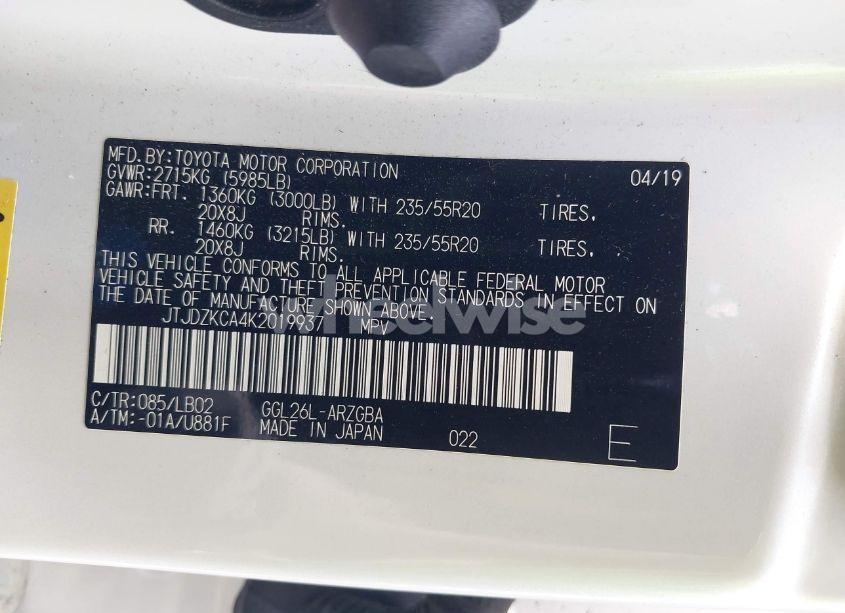 MFD.BY:TOYOTA MOTOR CORPORATION 04/19
GVWR:2715KG (5985LB)
GAWR:FRT. 1360KG (3000LB) WITH 235/55R20 TIRES,
20X8J RIMS.
RR. 1460KG (3215LB) WITH 235/55R20 TIRES,
20X8J RIMS.
THIS VEHICLE CONFORMS TO ALL APPLICABLE FEDERAL MOTOR
VEHICLE SAFETY AND THEFT PREVENTION STANDARDS IN EFFECT ON
THE DATE OF MANUFACTURE SHOWN ABOVE.
JTJDZKCA4K2019937 MPV
wheelwise
C/TR:085/LB02 GGL26L-ARZGBA
A/TM:-01A/U881F MADE IN JAPAN 022 E